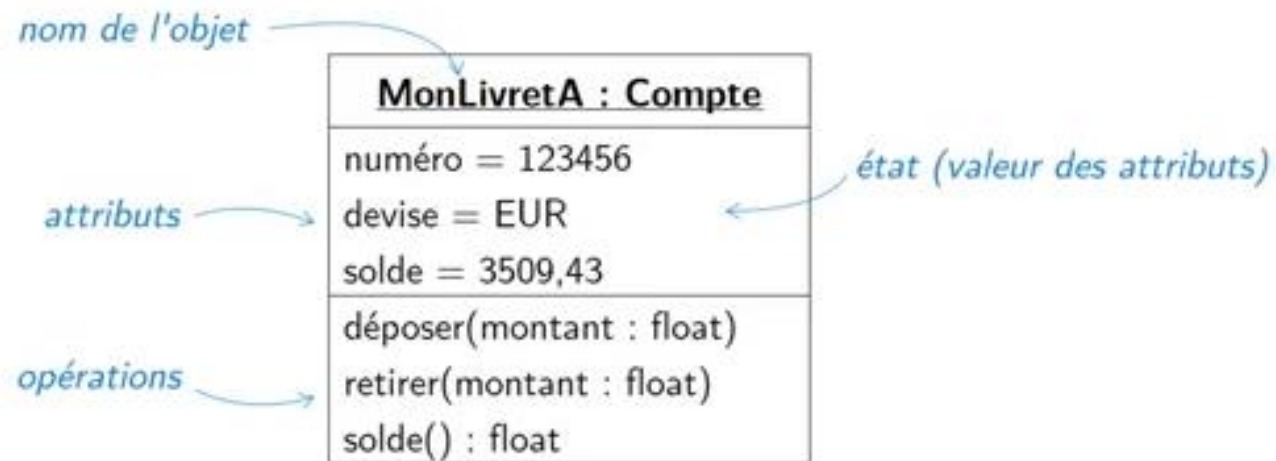 nom de l'objet
MonLivretA : Compte
numéro = 123456
état (valeur des attributs)
attributs
devise = EUR
solde = 3509,43
déposer(montant : float)
opérations
retirer(montant : float)
solde() : float